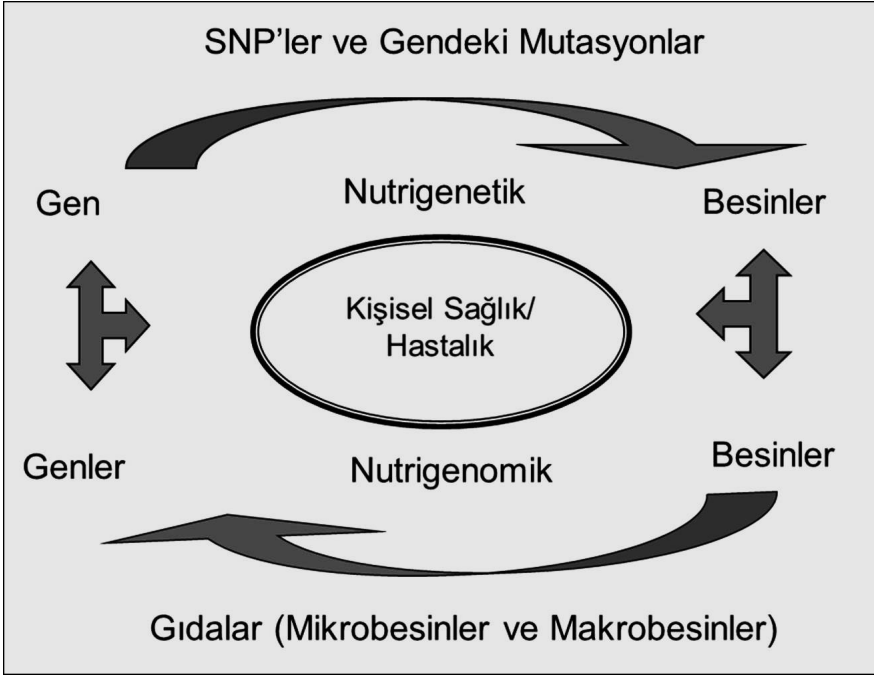 SNP’ler ve Gendeki Mutasyonlar
Gen
Nutrigenetik
Besinler
Kişisel Sağlık/
Hastalık
Genler
Nutrigenomik
Besinler
Gıdalar (Mikrobesinler ve Makrobesinler)